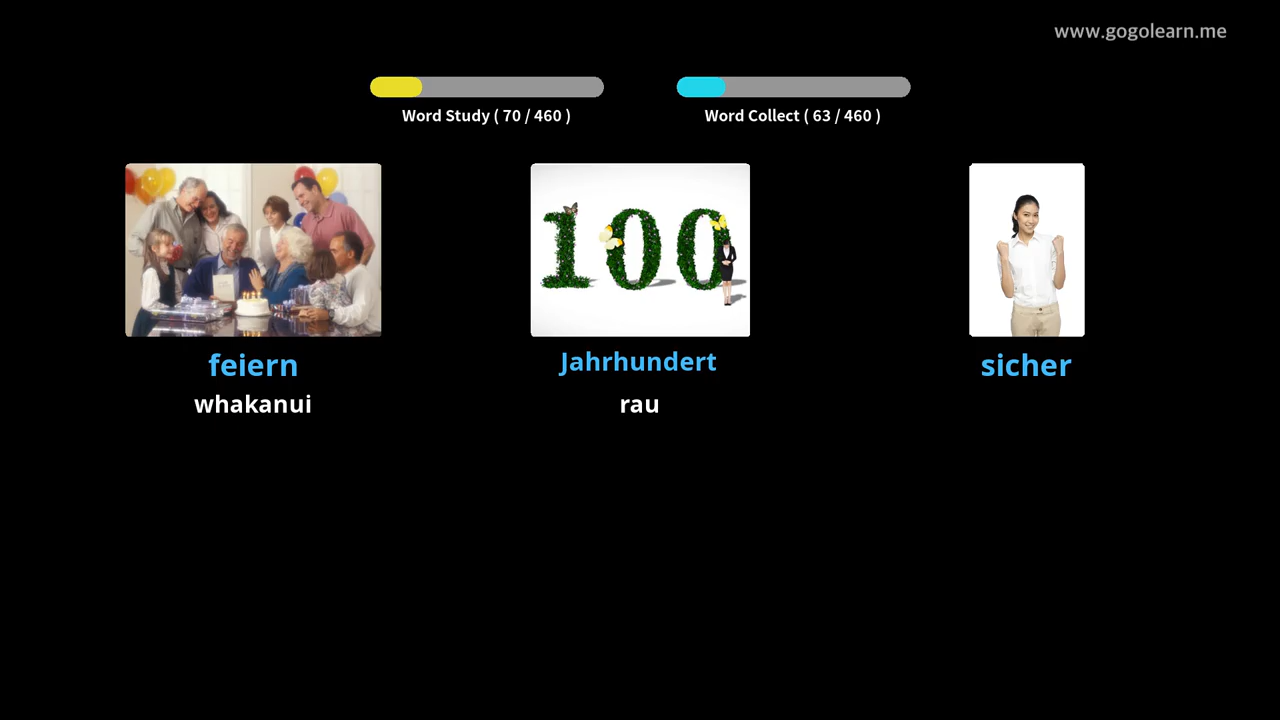 www.gogolearn.me
Word Study ( 70 / 460 )
Word Collect ( 63 / 460 )
feiern
Jahrhundert
sicher
whakanui
rau